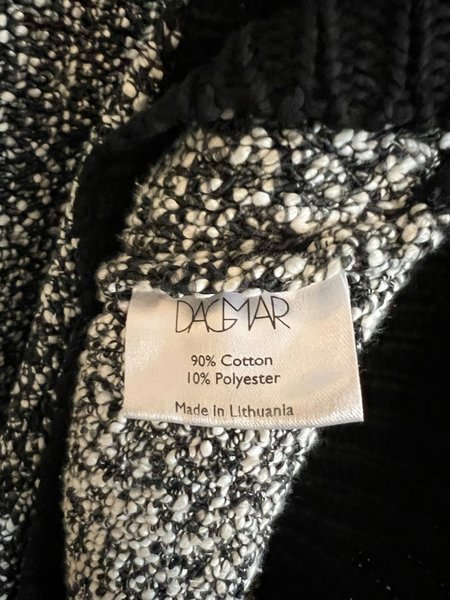 DAGMAR
90% Cotton
10% Polyester
Made in Lithuania